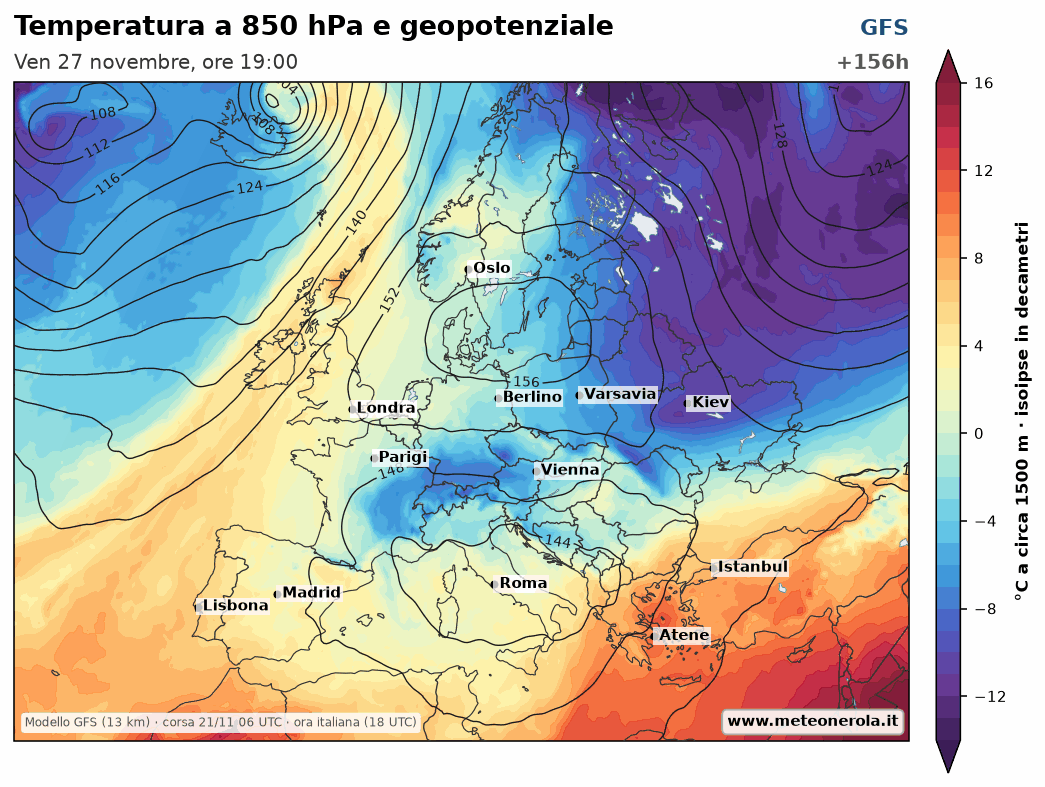 Temperatura a 850 hPa e geopotenziale
GFS
Ven 27 novembre, ore 19:00
+156h
108
108
112
116
124
128
124
140
152
156
148
144
Oslo
Berlino
Varsavia
Kiev
Londra
Parigi
Vienna
Roma
Madrid
Lisbona
Istanbul
Atene
16
12
8
4
0
−4
−8
−12
°C a circa 1500 m · isoipse in decametri
Modello GFS (13 km) · corsa 21/11 06 UTC · ora italiana (18 UTC)
www.meteonerola.it